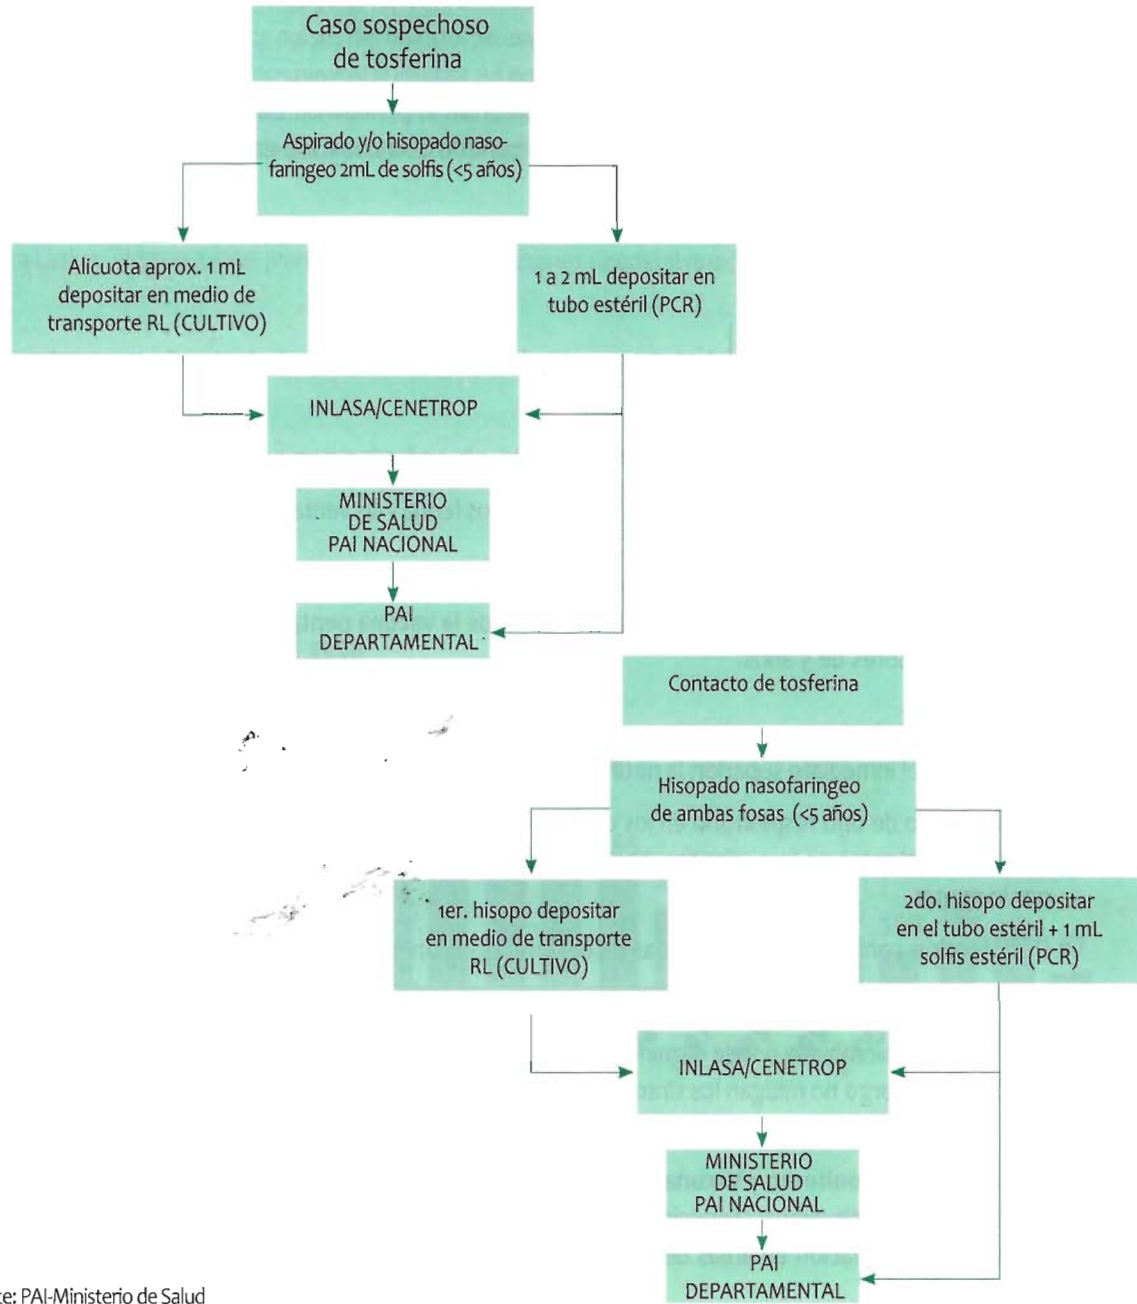 Caso sospechoso
de tosferina
Aspirado y/o hisopado naso-
faringeo 2mL de solfis (<5 años)
Alicuota aprox. 1 mL
depositar en medio de
transporte RL (CULTIVO)
1 a 2 mL depositar en
tubo estéril (PCR)
INLASA/CENETROP
MINISTERIO
DE SALUD
PAI NACIONAL
PAI
DEPARTAMENTAL
Contacto de tosferina
Hisopado nasofaringeo
de ambas fosas (<5 años)
1er. hisopo depositar
en medio de transporte
RL (CULTIVO)
2do. hisopo depositar
en el tubo estéril + 1 mL
solfis estéril (PCR)
INLASA/CENETROP
MINISTERIO
DE SALUD
PAI NACIONAL
PAI
DEPARTAMENTAL
te: PAI-Ministerio de Salud